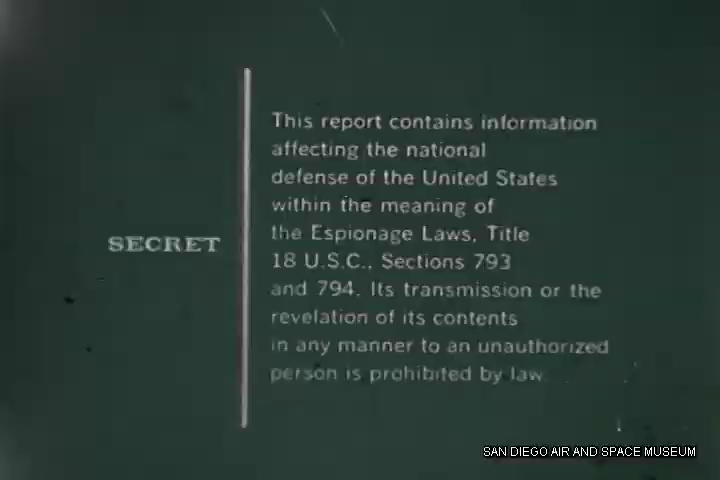 SECRET
This report contains information
affecting the national
defense of the United States
within the meaning of
the Espionage Laws, Title
18 U.S.C., Sections 793
and 794. Its transmission or the
revelation of its contents
in any manner to an unauthorized
person is prohibited by law.
SAN DIEGO AIR AND SPACE MUSEUM